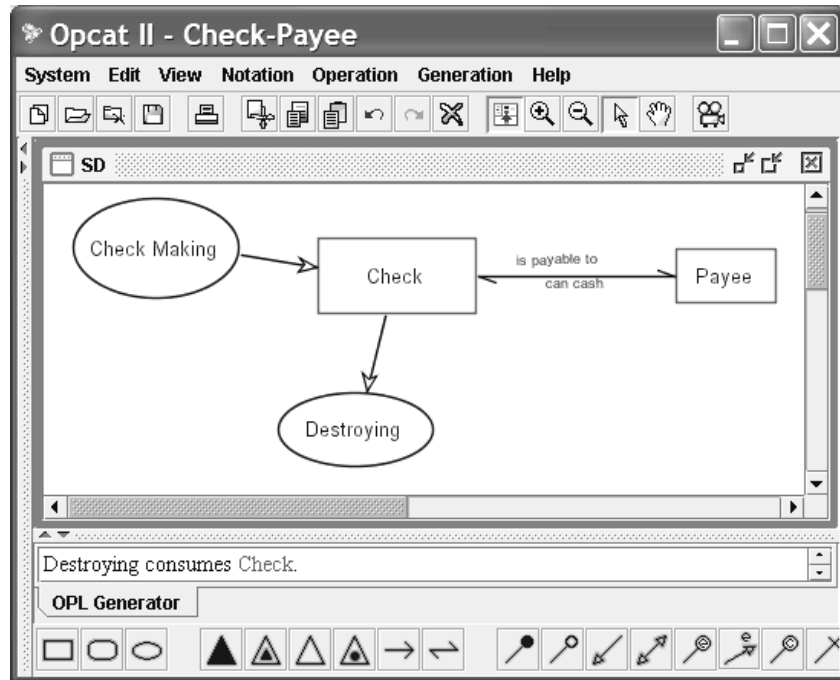 Opcat II - Check-Payee
System Edit View Notation Operation Generation Help
SD
Check Making
Check
is payable to
can cash
Payee
Destroying
Destroying consumes Check.
OPL Generator